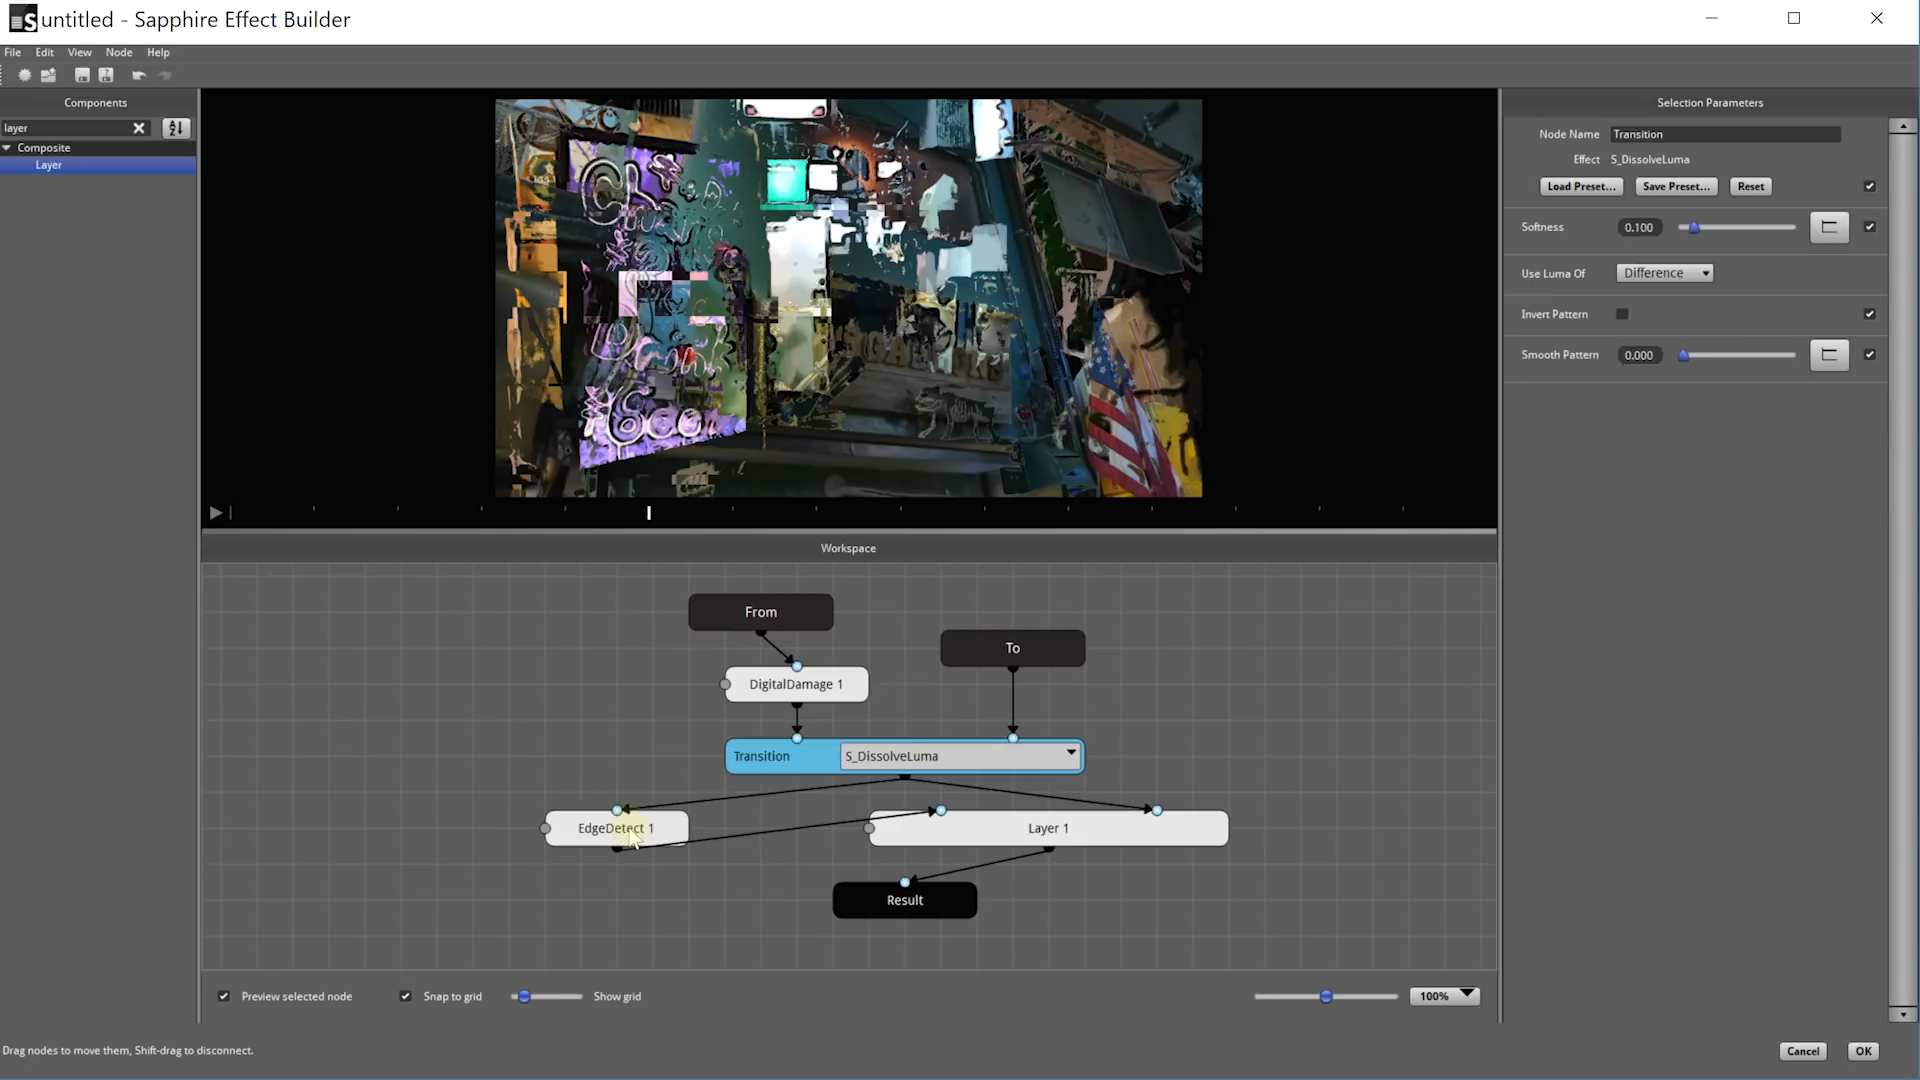 untitled - Sapphire Effect Builder
File Edit View Node Help
Components
layer
Composite
Layer
Workspace
From
To
DigitalDamage 1
Transition S_DissolveLuma
EdgeDetect 1
Layer 1
Result
Preview selected node Snap to grid Show grid 100%
Drag nodes to move them, Shift-drag to disconnect.
Selection Parameters
Node Name Transition
Effect S_DissolveLuma
Load Preset... Save Preset... Reset
Softness 0.100
Use Luma Of Difference
Invert Pattern
Smooth Pattern 0.000
Cancel OK